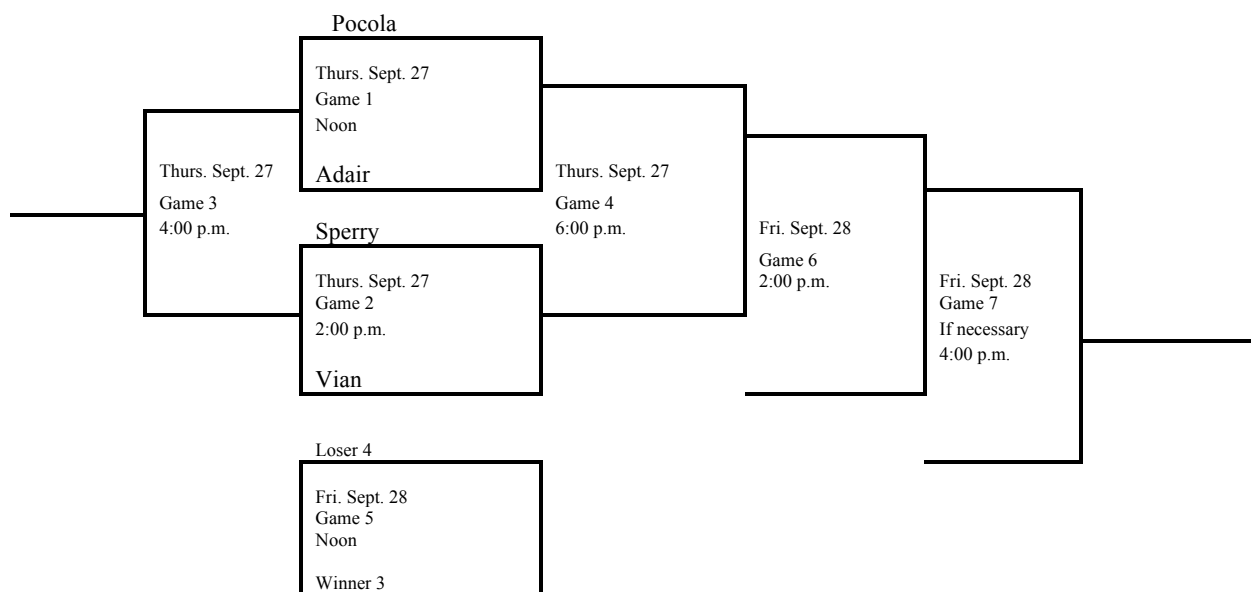 Pocola
Thurs. Sept. 27
Game 1
Noon
Adair
Thurs. Sept. 27
Game 3
4:00 p.m.
Thurs. Sept. 27
Game 4
6:00 p.m.
Sperry
Thurs. Sept. 27
Game 2
2:00 p.m.
Vian
Fri. Sept. 28
Game 6
2:00 p.m.
Fri. Sept. 28
Game 7
If necessary
4:00 p.m.
Loser 4
Fri. Sept. 28
Game 5
Noon
Winner 3